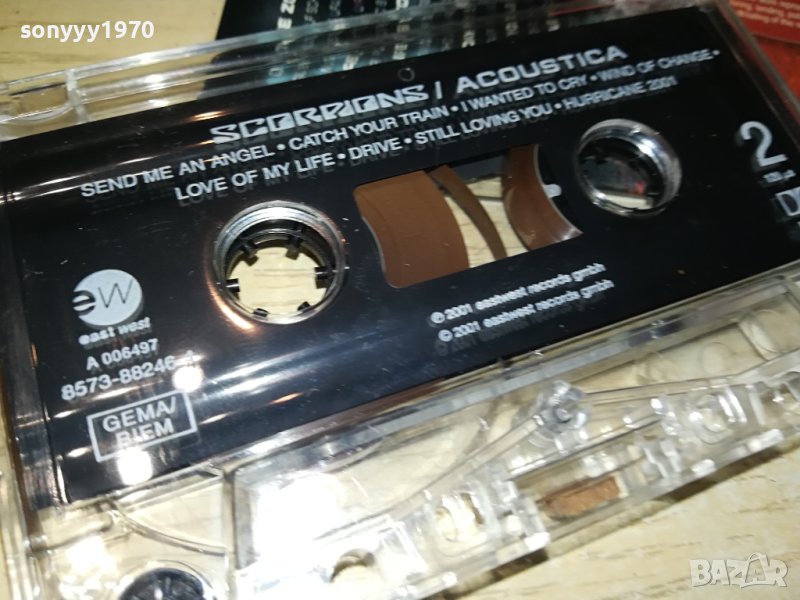 sonyyy1970
SCORPIONS / ACOUSTICA
SEND ME AN ANGEL • CATCH YOUR TRAIN • I WANTED TO CRY • WIND OF CHANGE •
LOVE OF MY LIFE • DRIVE • STILL LOVING YOU • HURRICANE 2001
2
ew
east west
A 006497
8573-88246-4
GEMA/
BIEM
℗ 2001 eastwest records gmbh
© 2001 eastwest records gmbh
BAZAR